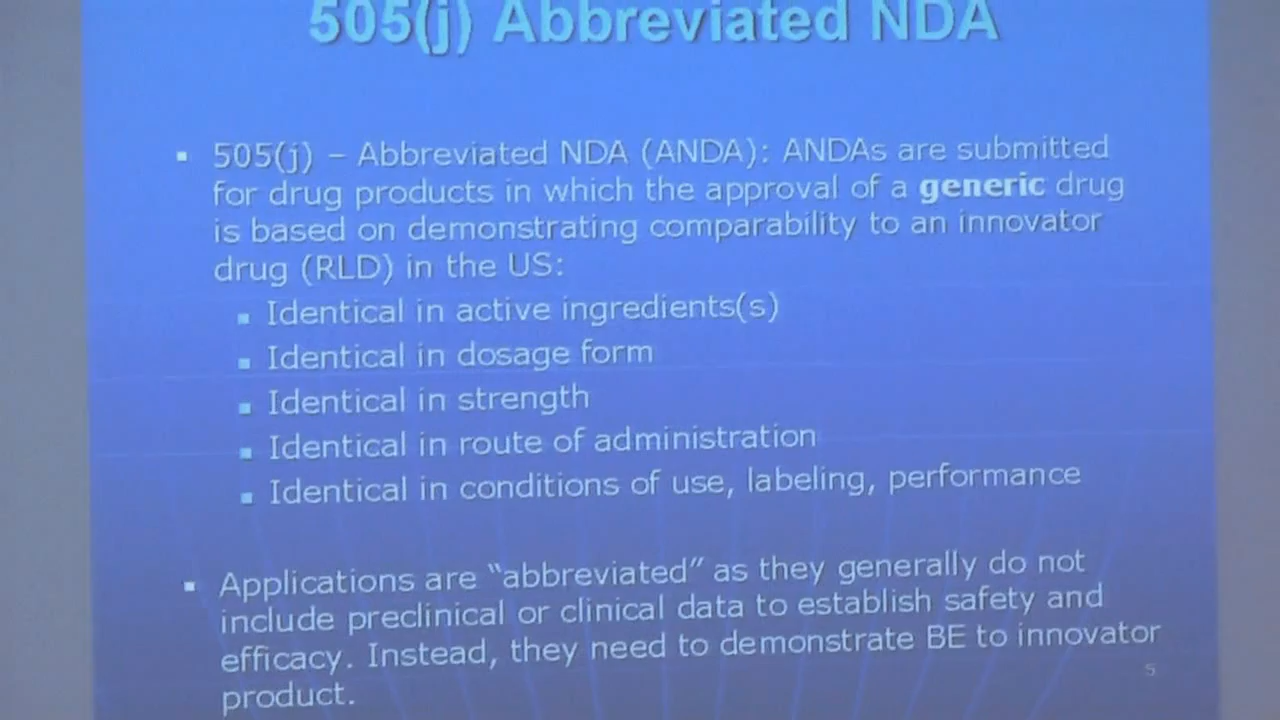 505(j) Abbreviated NDA
505(j) – Abbreviated NDA (ANDA): ANDAs are submitted
for drug products in which the approval of a generic drug
is based on demonstrating comparability to an innovator
drug (RLD) in the US:
Identical in active ingredients(s)
Identical in dosage form
Identical in strength
Identical in route of administration
Identical in conditions of use, labeling, performance
Applications are “abbreviated” as they generally do not
include preclinical or clinical data to establish safety and
efficacy. Instead, they need to demonstrate BE to innovator
product.
5